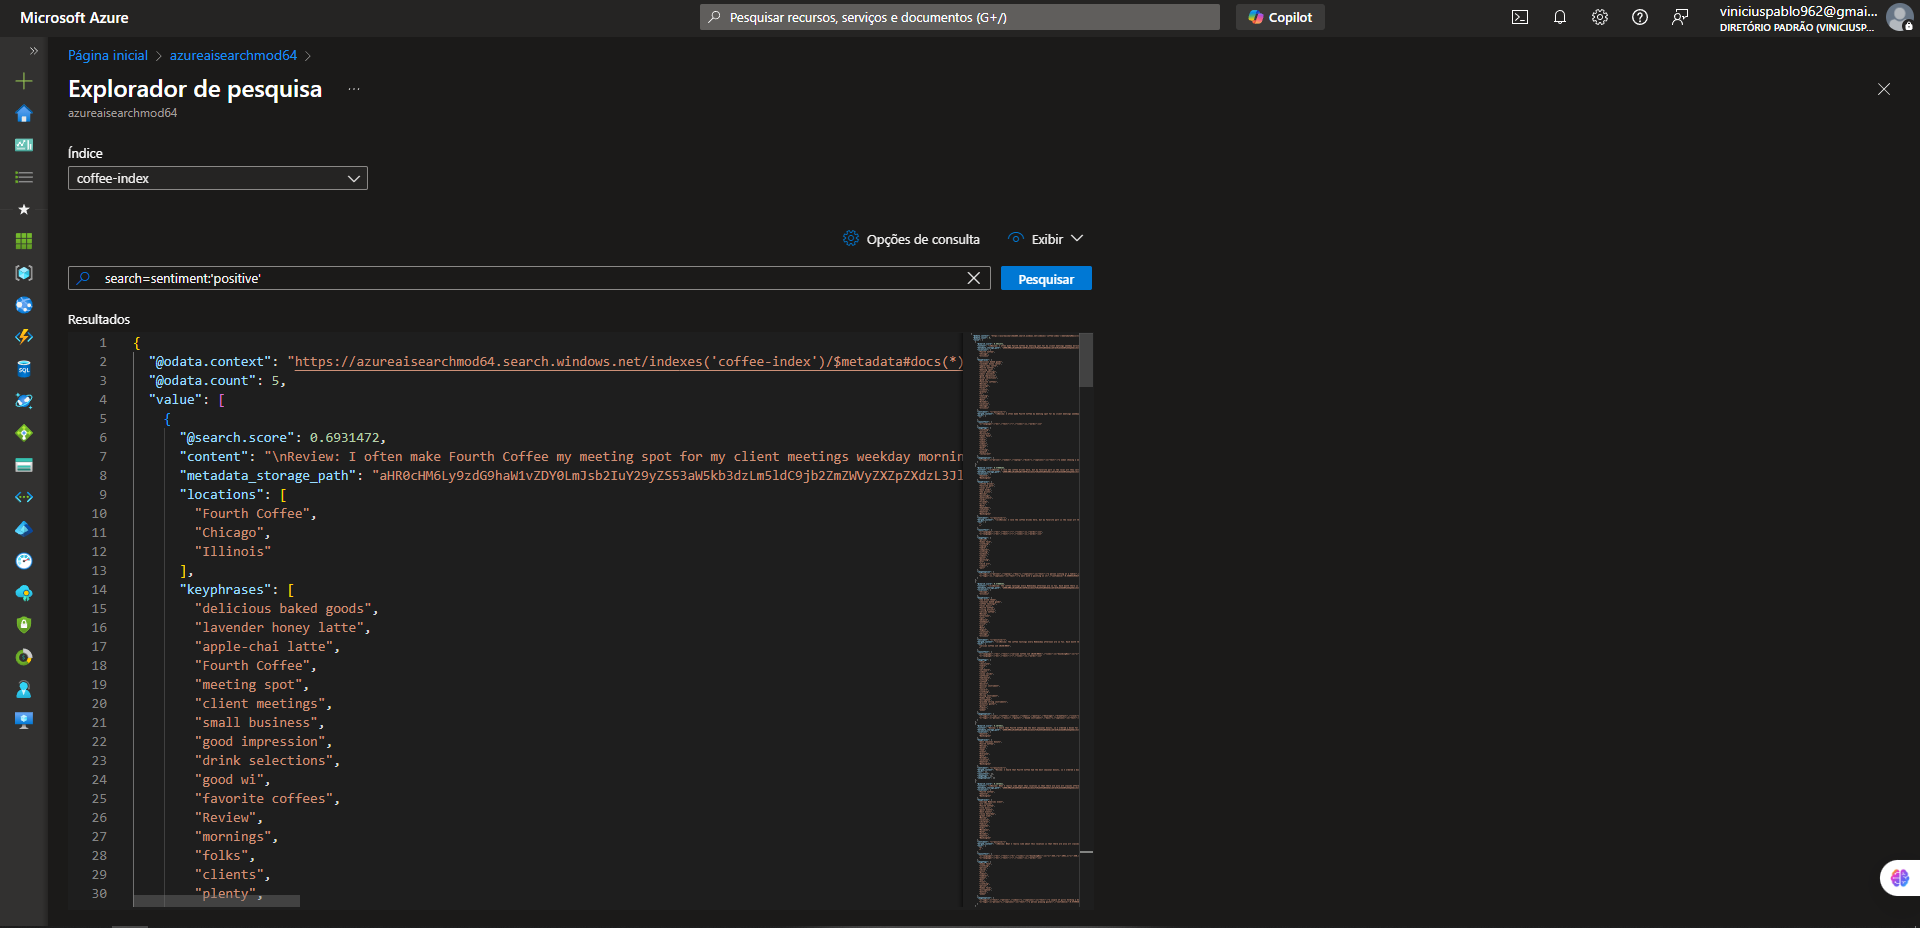 Microsoft Azure
Pesquisar recursos, serviços e documentos (G+/)
Copilot
viniciuspablo962@gmai...
DIRETÓRIO PADRÃO (VINICIUSP...
Página inicial > azureaisearchmod64 >
Explorador de pesquisa ...
azureaisearchmod64
Índice
coffee-index
Opções de consulta
Exibir
search=sentiment:'positive'
Pesquisar
Resultados
1 {
2 "@odata.context": "https://azureaisearchmod64.search.windows.net/indexes('coffee-index')/$metadata#docs(*)
3 "@odata.count": 5,
4 "value": [
5 {
6 "@search.score": 0.6931472,
7 "content": "\nReview: I often make Fourth Coffee my meeting spot for my client meetings weekday mornin
8 "metadata_storage_path": "aHR0cHM6Ly9zdG9haW1vZDY0LmJsb2IuY29yZS53aW5kb3dzLm5ldC9jb2ZmZWVyZXZpZXdzL3Jl
9 "locations": [
10 "Fourth Coffee",
11 "Chicago",
12 "Illinois"
13 ],
14 "keyphrases": [
15 "delicious baked goods",
16 "lavender honey latte",
17 "apple-chai latte",
18 "Fourth Coffee",
19 "meeting spot",
20 "client meetings",
21 "small business",
22 "good impression",
23 "drink selections",
24 "good wi",
25 "favorite coffees",
26 "Review",
27 "mornings",
28 "folks",
29 "clients",
30 "plenty",